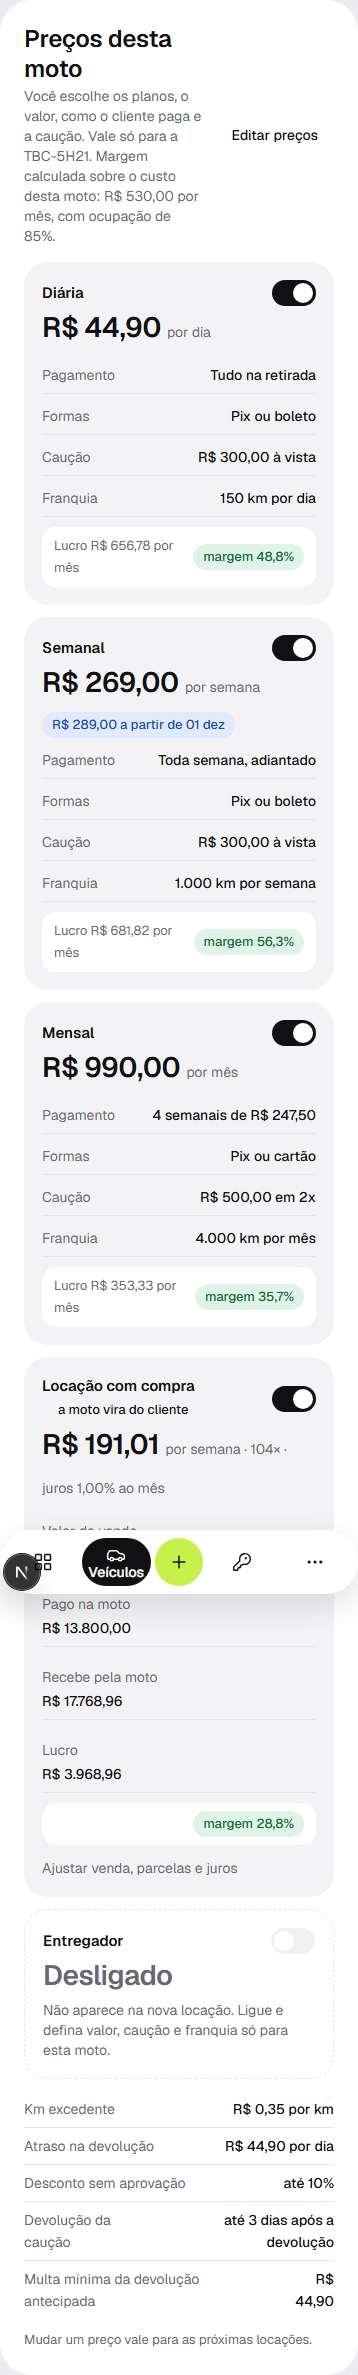 Preços desta
moto
Você escolhe os planos, o
valor, como o cliente paga e
a caução. Vale só para a
TBC-5H21. Margem
calculada sobre o custo
desta moto: R$ 530,00 por
mês, com ocupação de
85%.
Editar preços
Diária
R$ 44,90 por dia
Pagamento Tudo na retirada
Formas Pix ou boleto
Caução R$ 300,00 à vista
Franquia 150 km por dia
Lucro R$ 656,78 por
mês
margem 48,8%
Semanal
R$ 269,00 por semana
R$ 289,00 a partir de 01 dez
Pagamento Toda semana, adiantado
Formas Pix ou boleto
Caução R$ 300,00 à vista
Franquia 1.000 km por semana
Lucro R$ 681,82 por
mês
margem 56,3%
Mensal
R$ 990,00 por mês
Pagamento 4 semanais de R$ 247,50
Formas Pix ou cartão
Caução R$ 500,00 em 2x
Franquia 4.000 km por mês
Lucro R$ 353,33 por
mês
margem 35,7%
Locação com compra
a moto vira do cliente
R$ 191,01 por semana · 104× ·
juros 1,00% ao mês
Valor de venda
N
Veículos
Pago na moto
R$ 13.800,00
Recebe pela moto
R$ 17.768,96
Lucro
R$ 3.968,96
margem 28,8%
Ajustar venda, parcelas e juros
Entregador
Desligado
Não aparece na nova locação. Ligue e
defina valor, caução e franquia só para
esta moto.
Km excedente R$ 0,35 por km
Atraso na devolução R$ 44,90 por dia
Desconto sem aprovação até 10%
Devolução da
caução
até 3 dias após a
devolução
Multa mínima da devolução
antecipada
R$
44,90
Mudar um preço vale para as próximas locações.